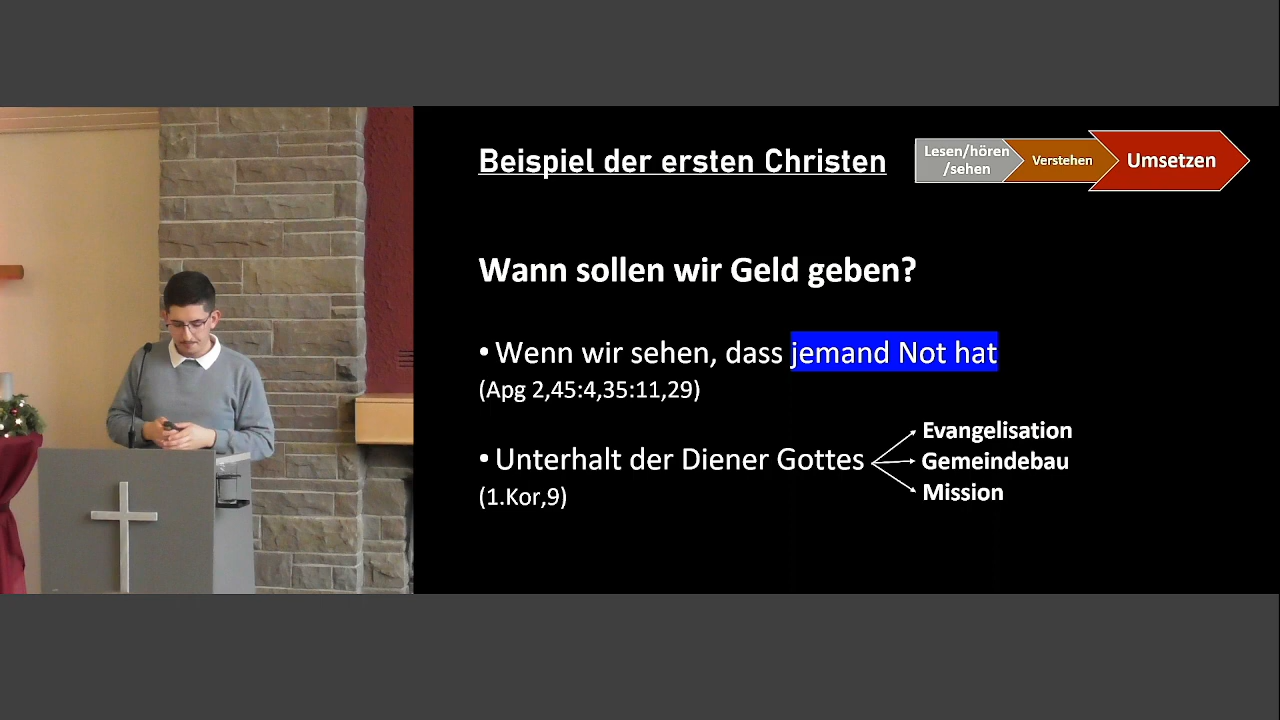 Beispiel der ersten Christen
Lesen/hören
/sehen
Verstehen
Umsetzen
Wann sollen wir Geld geben?
• Wenn wir sehen, dass jemand Not hat
(Apg 2,45:4,35:11,29)
• Unterhalt der Diener Gottes
Evangelisation
Gemeindebau
Mission
(1.Kor,9)